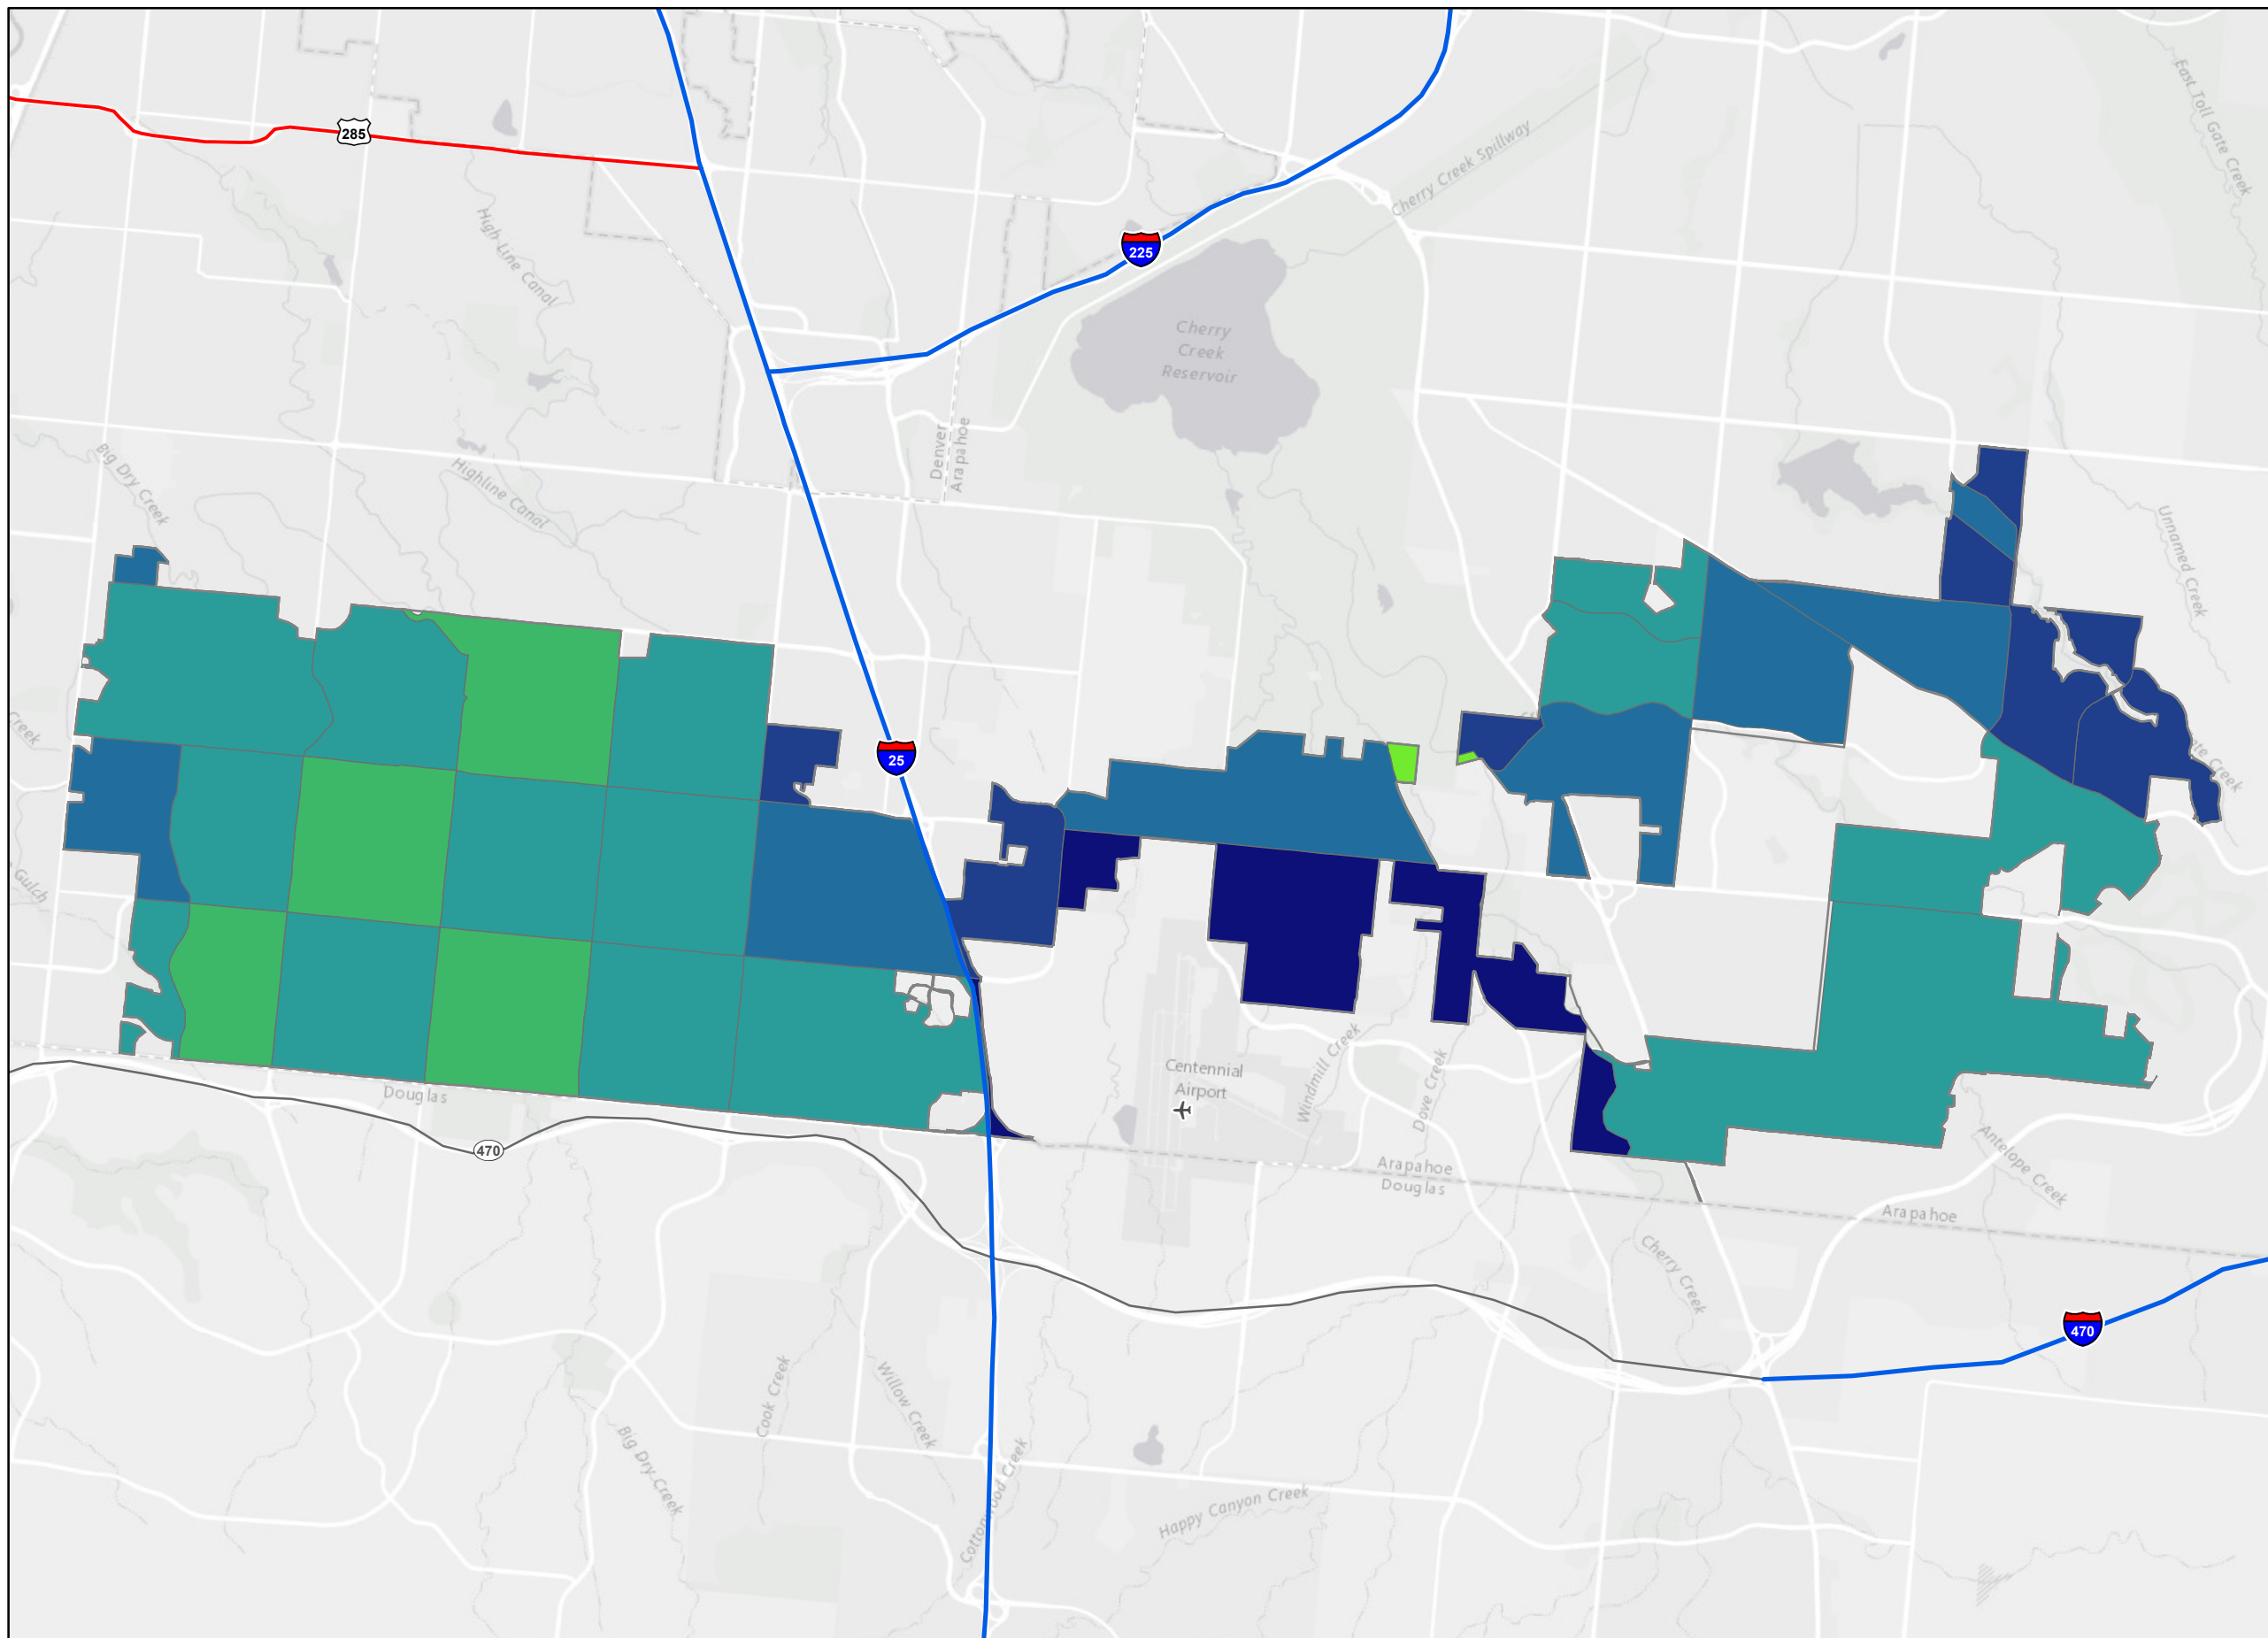 285
East Toll Gate Creek
Cherry Creek Spillway
High Line Canal
225
Cherry
Creek
Reservoir
Denver
Arapahoe
Big Dry Creek
Highline Canal
Unnamed Creek
Creek
25
Gulch
Creek
Centennial
Airport
Windmill Creek
Dove Creek
Douglas
470
Arapahoe
Douglas
Antelope Creek
Arapahoe
Cherry Creek
470
Cook Creek
Willow Creek
Big Dry Creek
Cottonwood Creek
Happy Canyon Creek